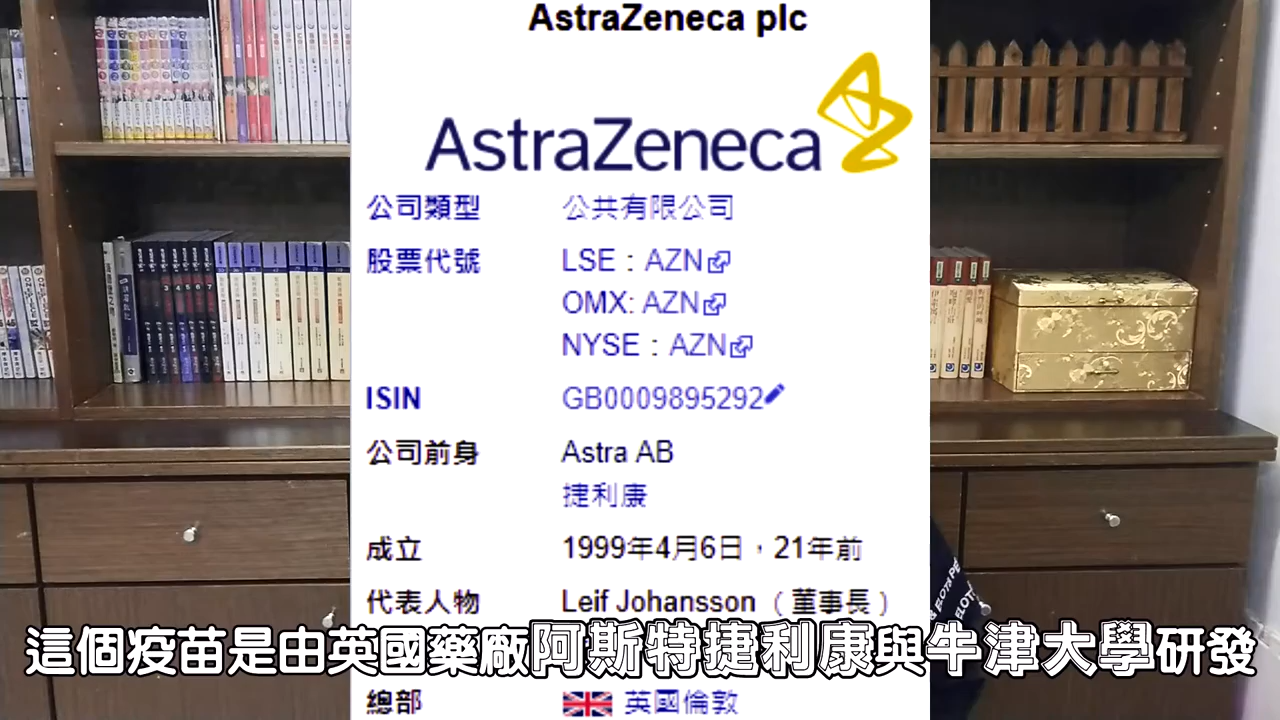 AstraZeneca plc
AstraZeneca
公司類型 公共有限公司
股票代號 LSE：AZN
OMX: AZN
NYSE：AZN
ISIN GB0009895292
公司前身 Astra AB
捷利康
成立 1999年4月6日，21年前
代表人物 Leif Johansson （董事長）
這個疫苗是由英國藥廠阿斯特捷利康與牛津大學研發
總部 英國倫敦